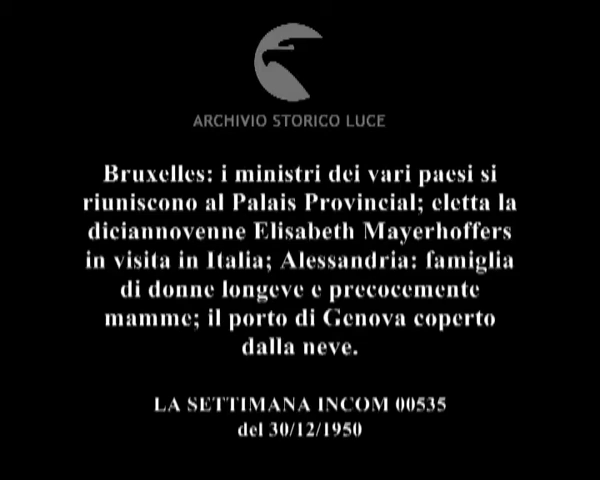 ARCHIVIO STORICO LUCE
Bruxelles: i ministri dei vari paesi si
riuniscono al Palais Provincial; eletta la
diciannovenne Elisabeth Mayerhoffers
in visita in Italia; Alessandria: famiglia
di donne longeve e precocemente
mamme; il porto di Genova coperto
dalla neve.
LA SETTIMANA INCOM 00535
del 30/12/1950